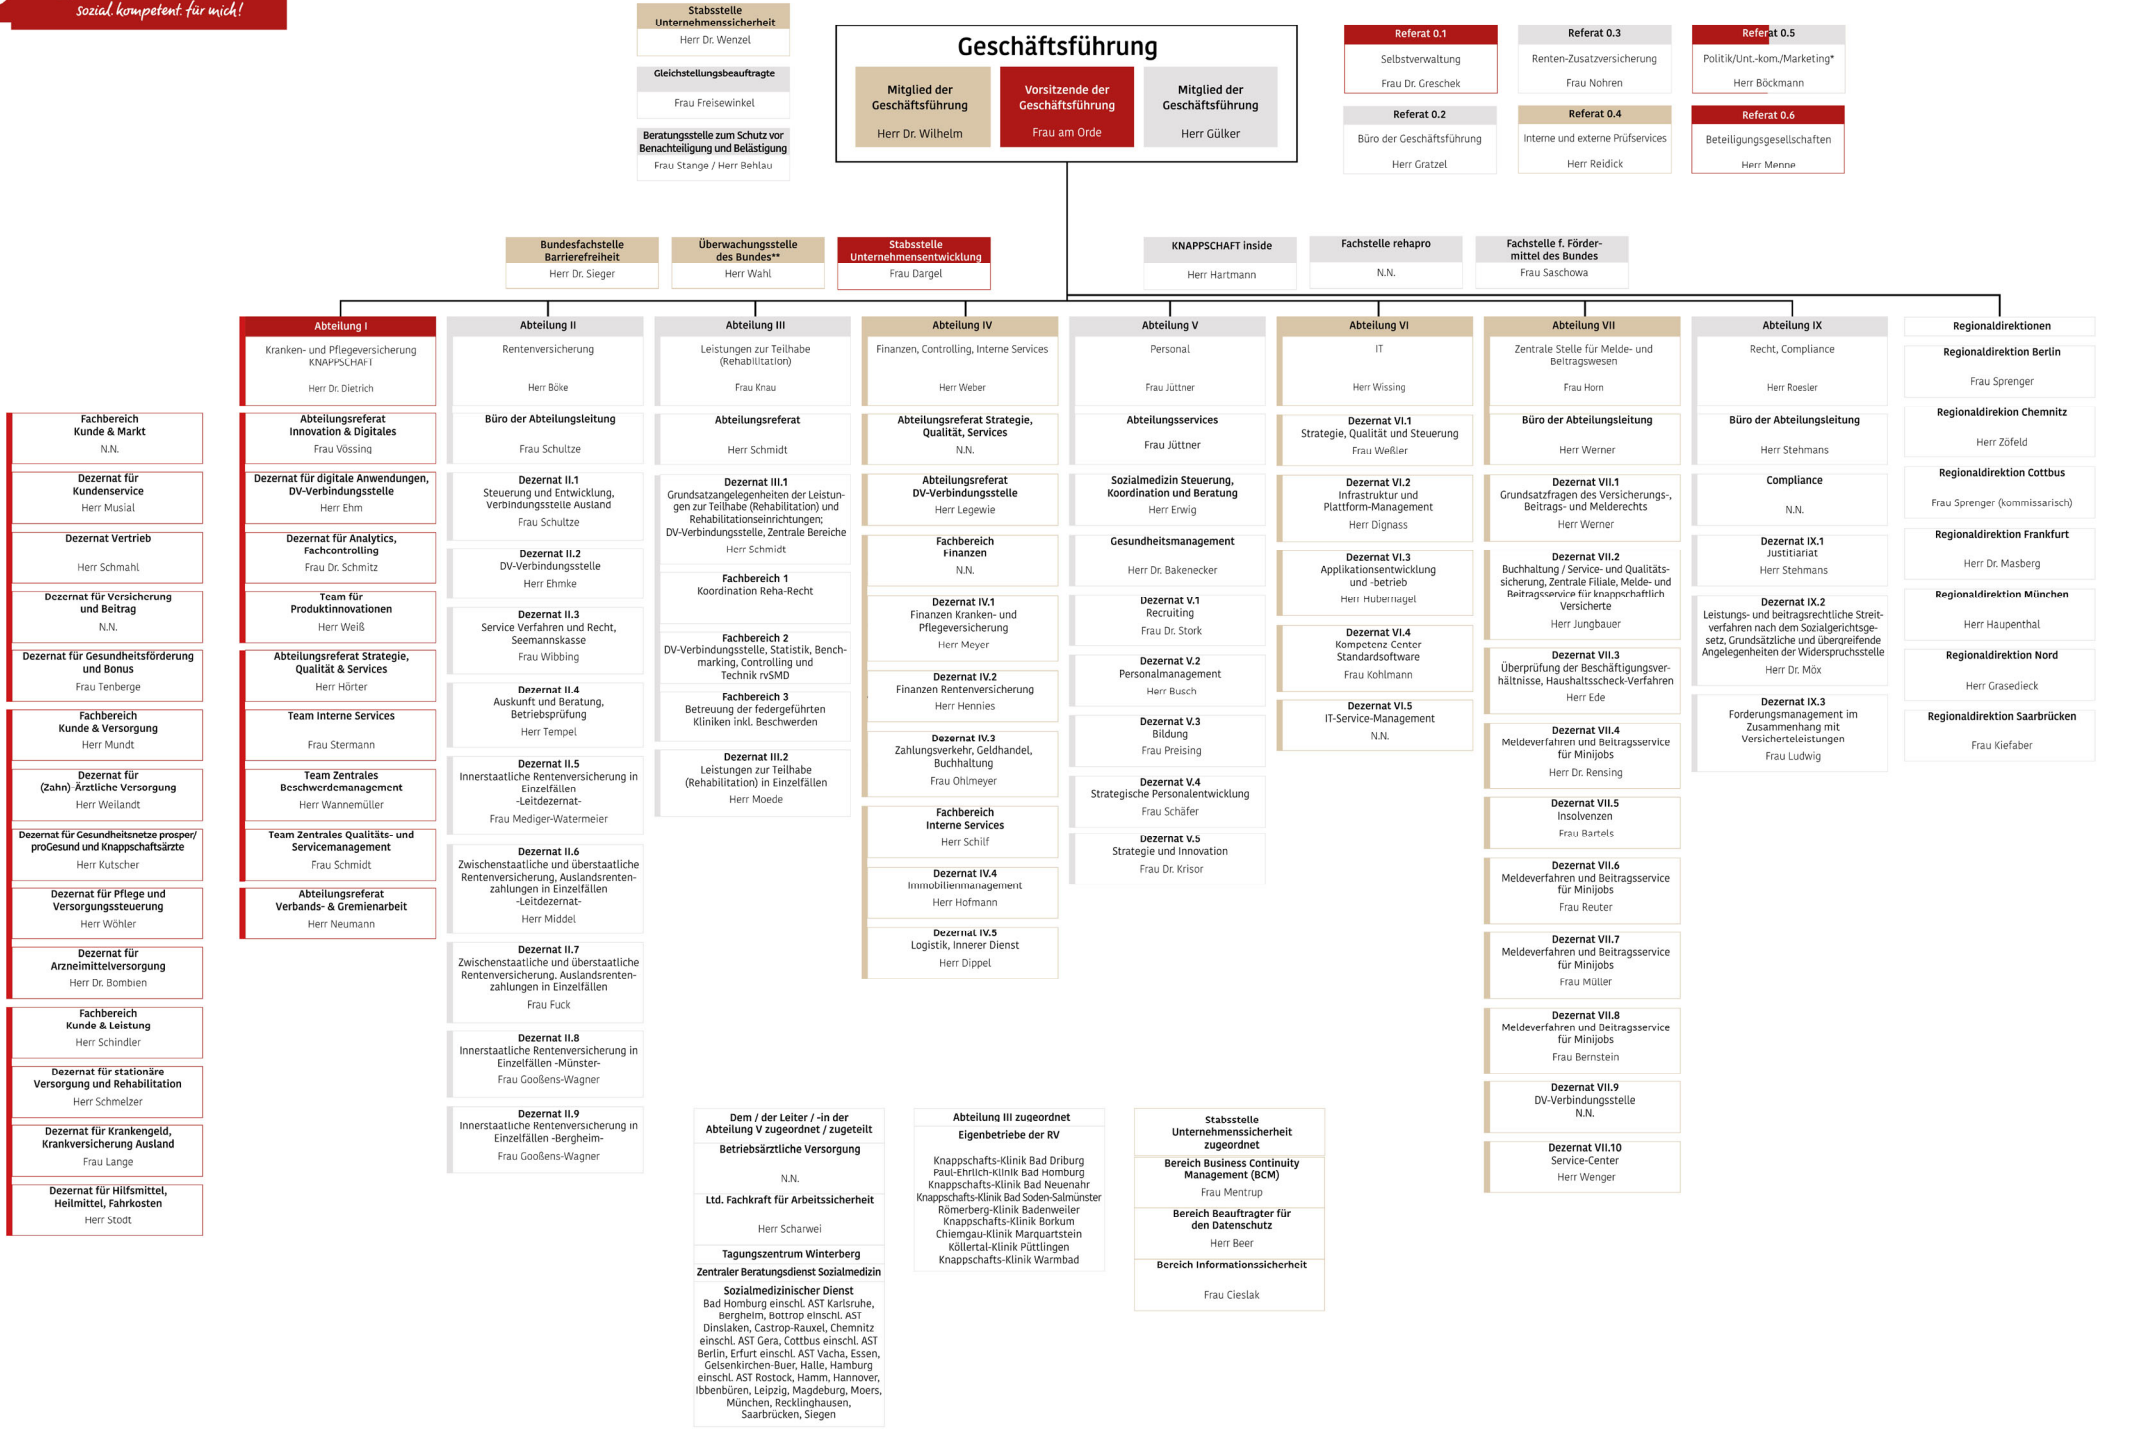 sozial. kompetent. für mich!
Stabsstelle
Unternehmenssicherheit
Herr Dr. Wenzel
Gleichstellungsbeauftragte
Frau Freisewinkel
Beratungsstelle zum Schutz vor
Benachteiligung und Belästigung
Frau Stange / Herr Behlau
Geschäftsführung
Mitglied der
Geschäftsführung
Herr Dr. Wilhelm
Vorsitzende der
Geschäftsführung
Frau am Orde
Mitglied der
Geschäftsführung
Herr Gülker
Referat 0.1
Selbstverwaltung
Frau Dr. Greschek
Referat 0.3
Renten-Zusatzversicherung
Frau Nohren
Referat 0.5
Politik/Unt.-kom./Marketing*
Herr Böckmann
Referat 0.2
Büro der Geschäftsführung
Herr Gratzel
Referat 0.4
Interne und externe Prüfservices
Herr Reidick
Referat 0.6
Beteiligungsgesellschaften
Herr Menne
Bundesfachstelle
Barrierefreiheit
Herr Dr. Sieger
Überwachungsstelle
des Bundes**
Herr Wahl
Stabsstelle
Unternehmensentwicklung
Frau Dargel
KNAPPSCHAFT inside
Herr Hartmann
Fachstelle rehapro
N.N.
Fachstelle f. Förder-
mittel des Bundes
Frau Saschowa
Fachbereich
Kunde & Markt
N.N.
Dezernat für
Kundenservice
Herr Musial
Dezernat Vertrieb
Herr Schmahl
Dezernat für Versicherung
und Beitrag
N.N.
Dezernat für Gesundheitsförderung
und Bonus
Frau Tenberge
Fachbereich
Kunde & Versorgung
Herr Mundt
Dezernat für
(Zahn)-Ärztliche Versorgung
Herr Weilandt
Dezernat für Gesundheitsnetze prosper/
proGesund und Knappschaftsärzte
Herr Kutscher
Dezernat für Pflege und
Versorgungssteuerung
Herr Wöhler
Dezernat für
Arzneimittelversorgung
Herr Dr. Bombien
Fachbereich
Kunde & Leistung
Herr Schindler
Dezernat für stationäre
Versorgung und Rehabilitation
Herr Schmelzer
Dezernat für Krankengeld,
Krankversicherung Ausland
Frau Lange
Dezernat für Hilfsmittel,
Heilmittel, Fahrkosten
Herr Stodt
Abteilung I
Kranken- und Pflegeversicherung
KNAPPSCHAFT
Herr Dr. Dietrich
Abteilungsreferat
Innovation & Digitales
Frau Vössing
Dezernat für digitale Anwendungen,
DV-Verbindungsstelle
Herr Ehm
Dezernat für Analytics,
Fachcontrolling
Frau Dr. Schmitz
Team für
Produktinnovationen
Herr Weiß
Abteilungsreferat Strategie,
Qualität & Services
Herr Hörter
Team Interne Services
Frau Stermann
Team Zentrales
Beschwerdemanagement
Herr Wannemüller
Team Zentrales Qualitäts- und
Servicemanagement
Frau Schmidt
Abteilungsreferat
Verbands- & Gremienarbeit
Herr Neumann
Abteilung II
Rentenversicherung
Herr Böke
Büro der Abteilungsleitung
Frau Schultze
Dezernat II.1
Steuerung und Entwicklung,
Verbindungsstelle Ausland
Frau Schultze
Dezernat II.2
DV-Verbindungsstelle
Herr Ehmke
Dezernat II.3
Service Verfahren und Recht,
Seemannskasse
Frau Wibbing
Dezernat II.4
Auskunft und Beratung,
Betriebsprüfung
Herr Tempel
Dezernat II.5
Innerstaatliche Rentenversicherung in
Einzelfällen
-Leitdezernat-
Frau Mediger-Watermeier
Dezernat II.6
Zwischenstaatliche und überstaatliche
Rentenversicherung, Auslandsrenten-
zahlungen in Einzelfällen
-Leitdezernat-
Herr Middel
Dezernat II.7
Zwischenstaatliche und überstaatliche
Rentenversicherung. Auslandsrenten-
zahlungen in Einzelfällen
Frau Fuck
Dezernat II.8
Innerstaatliche Rentenversicherung in
Einzelfällen -Münster-
Frau Gooßens-Wagner
Dezernat II.9
Innerstaatliche Rentenversicherung in
Einzelfällen -Bergheim-
Frau Gooßens-Wagner
Abteilung III
Leistungen zur Teilhabe
(Rehabilitation)
Frau Knau
Abteilungsreferat
Herr Schmidt
Dezernat III.1
Grundsatzangelegenheiten der Leistun-
gen zur Teilhabe (Rehabilitation) und
Rehabilitationseinrichtungen;
DV-Verbindungsstelle, Zentrale Bereiche
Herr Schmidt
Fachbereich 1
Koordination Reha-Recht
Fachbereich 2
DV-Verbindungsstelle, Statistik, Bench-
marking, Controlling und
Technik rvSMD
Fachbereich 3
Betreuung der federgeführten
Kliniken inkl. Beschwerden
Dezernat III.2
Leistungen zur Teilhabe
(Rehabilitation) in Einzelfällen
Herr Moede
Abteilung IV
Finanzen, Controlling, Interne Services
Herr Weber
Abteilungsreferat Strategie,
Qualität, Services
N.N.
Abteilungsreferat
DV-Verbindungsstelle
Herr Legewie
Fachbereich
Finanzen
N.N.
Dezernat IV.1
Finanzen Kranken- und
Pflegeversicherung
Herr Meyer
Dezernat IV.2
Finanzen Rentenversicherung
Herr Hennies
Dezernat IV.3
Zahlungsverkehr, Geldhandel,
Buchhaltung
Frau Ohlmeyer
Fachbereich
Interne Services
Herr Schilf
Dezernat IV.4
Immobilienmanagement
Herr Hofmann
Dezernat IV.5
Logistik, Innerer Dienst
Herr Dippel
Abteilung V
Personal
Frau Jüttner
Abteilungsservices
Frau Jüttner
Sozialmedizin Steuerung,
Koordination und Beratung
Herr Erwig
Gesundheitsmanagement
Herr Dr. Bakenecker
Dezernat V.1
Recruiting
Frau Dr. Stork
Dezernat V.2
Personalmanagement
Herr Busch
Dezernat V.3
Bildung
Frau Preising
Dezernat V.4
Strategische Personalentwicklung
Frau Schäfer
Dezernat V.5
Strategie und Innovation
Frau Dr. Krisor
Abteilung VI
IT
Herr Wissing
Dezernat VI.1
Strategie, Qualität und Steuerung
Frau Weßler
Dezernat VI.2
Infrastruktur und
Plattform-Management
Herr Dignass
Dezernat VI.3
Applikationsentwicklung
und -betrieb
Herr Hubernagel
Dezernat VI.4
Kompetenz Center
Standardsoftware
Frau Kohlmann
Dezernat VI.5
IT-Service-Management
N.N.
Abteilung VII
Zentrale Stelle für Melde- und
Beitragswesen
Frau Horn
Büro der Abteilungsleitung
Herr Werner
Dezernat VII.1
Grundsatzfragen des Versicherungs-,
Beitrags- und Melderechts
Herr Werner
Dezernat VII.2
Buchhaltung / Service- und Qualitäts-
sicherung, Zentrale Filiale, Melde- und
Beitragsservice für knappschaftlich
Versicherte
Herr Jungbauer
Dezernat VII.3
Überprüfung der Beschäftigungsver-
hältnisse, Haushaltsscheck-Verfahren
Herr Ede
Dezernat VII.4
Meldeverfahren und Beitragsservice
für Minijobs
Herr Dr. Rensing
Dezernat VII.5
Insolvenzen
Frau Bartels
Dezernat VII.6
Meldeverfahren und Beitragsservice
für Minijobs
Frau Reuter
Dezernat VII.7
Meldeverfahren und Beitragsservice
für Minijobs
Frau Müller
Dezernat VII.8
Meldeverfahren und Beitragsservice
für Minijobs
Frau Bernstein
Dezernat VII.9
DV-Verbindungsstelle
N.N.
Dezernat VII.10
Service-Center
Herr Wenger
Abteilung IX
Recht, Compliance
Herr Roesler
Büro der Abteilungsleitung
Herr Stehmans
Compliance
N.N.
Dezernat IX.1
Justitiariat
Herr Stehmans
Dezernat IX.2
Leistungs- und beitragsrechtliche Streit-
verfahren nach dem Sozialgerichtsge-
setz, Grundsätzliche und übergreifende
Angelegenheiten der Widerspruchsstelle
Herr Dr. Möx
Dezernat IX.3
Forderungsmanagement im
Zusammenhang mit
Versicherteleistungen
Frau Ludwig
Regionaldirektionen
Regionaldirektion Berlin
Frau Sprenger
Regionaldirekion Chemnitz
Herr Zöfeld
Regionaldirektion Cottbus
Frau Sprenger (kommissarisch)
Regionaldirektion Frankfurt
Herr Dr. Masberg
Regionaldirektion München
Herr Haupenthal
Regionaldirektion Nord
Herr Grasedieck
Regionaldirektion Saarbrücken
Frau Kiefaber
Dem / der Leiter / -in der
Abteilung V zugeordnet / zugeteilt
Betriebsärztliche Versorgung
N.N.
Ltd. Fachkraft für Arbeitssicherheit
Herr Scharwei
Tagungszentrum Winterberg
Zentraler Beratungsdienst Sozialmedizin
Sozialmedizinischer Dienst
Bad Homburg einschl. AST Karlsruhe,
Bergheim, Bottrop einschl. AST
Dinslaken, Castrop-Rauxel, Chemnitz
einschl. AST Gera, Cottbus einschl. AST
Berlin, Erfurt einschl. AST Vacha, Essen,
Gelsenkirchen-Buer, Halle, Hamburg
einschl. AST Rostock, Hamm, Hannover,
Ibbenbüren, Leipzig, Magdeburg, Moers,
München, Recklinghausen,
Saarbrücken, Siegen
Abteilung III zugeordnet
Eigenbetriebe der RV
Knappschafts-Klinik Bad Driburg
Paul-Ehrlich-Klinik Bad Homburg
Knappschafts-Klinik Bad Neuenahr
Knappschafts-Klinik Bad Soden-Salmünster
Römerberg-Klinik Badenweiler
Knappschafts-Klinik Borkum
Chiemgau-Klinik Marquartstein
Köllertal-Klinik Püttlingen
Knappschafts-Klinik Warmbad
Stabsstelle
Unternehmenssicherheit
zugeordnet
Bereich Business Continuity
Management (BCM)
Frau Mentrup
Bereich Beauftragter für
den Datenschutz
Herr Beer
Bereich Informationssicherheit
Frau Cieslak